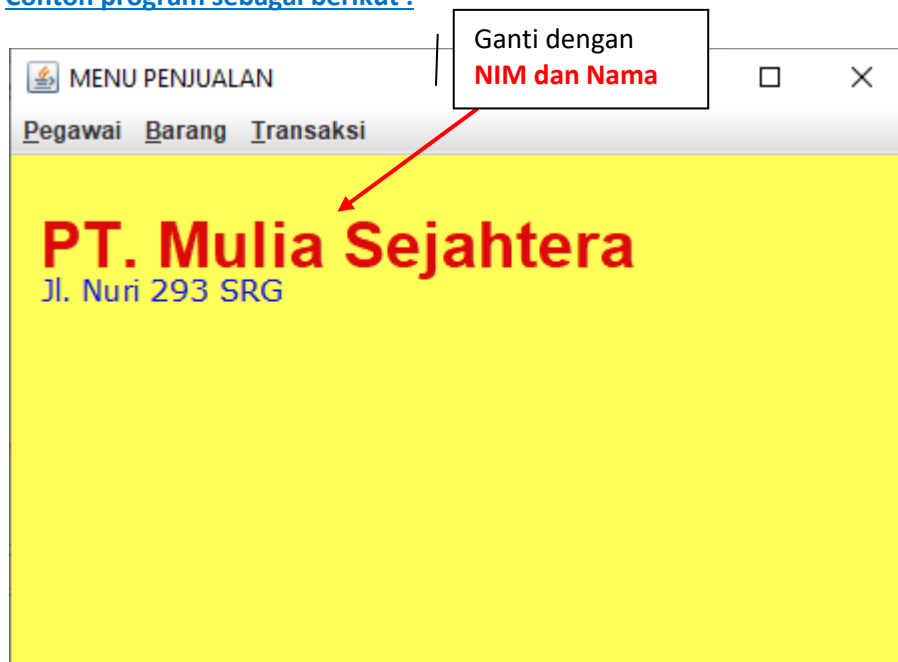 Contoh program sebagai berikut :
Ganti dengan
NIM dan Nama
MENU PENJUALAN
Pegawai Barang Transaksi
PT. Mulia Sejahtera
Jl. Nuri 293 SRG